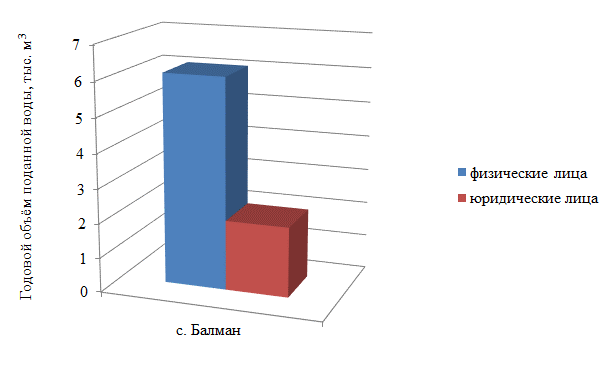 Годовой объём поданной воды, тыс. м³
7
6
5
4
3
2
1
0
с. Балман
физические лица
юридические лица